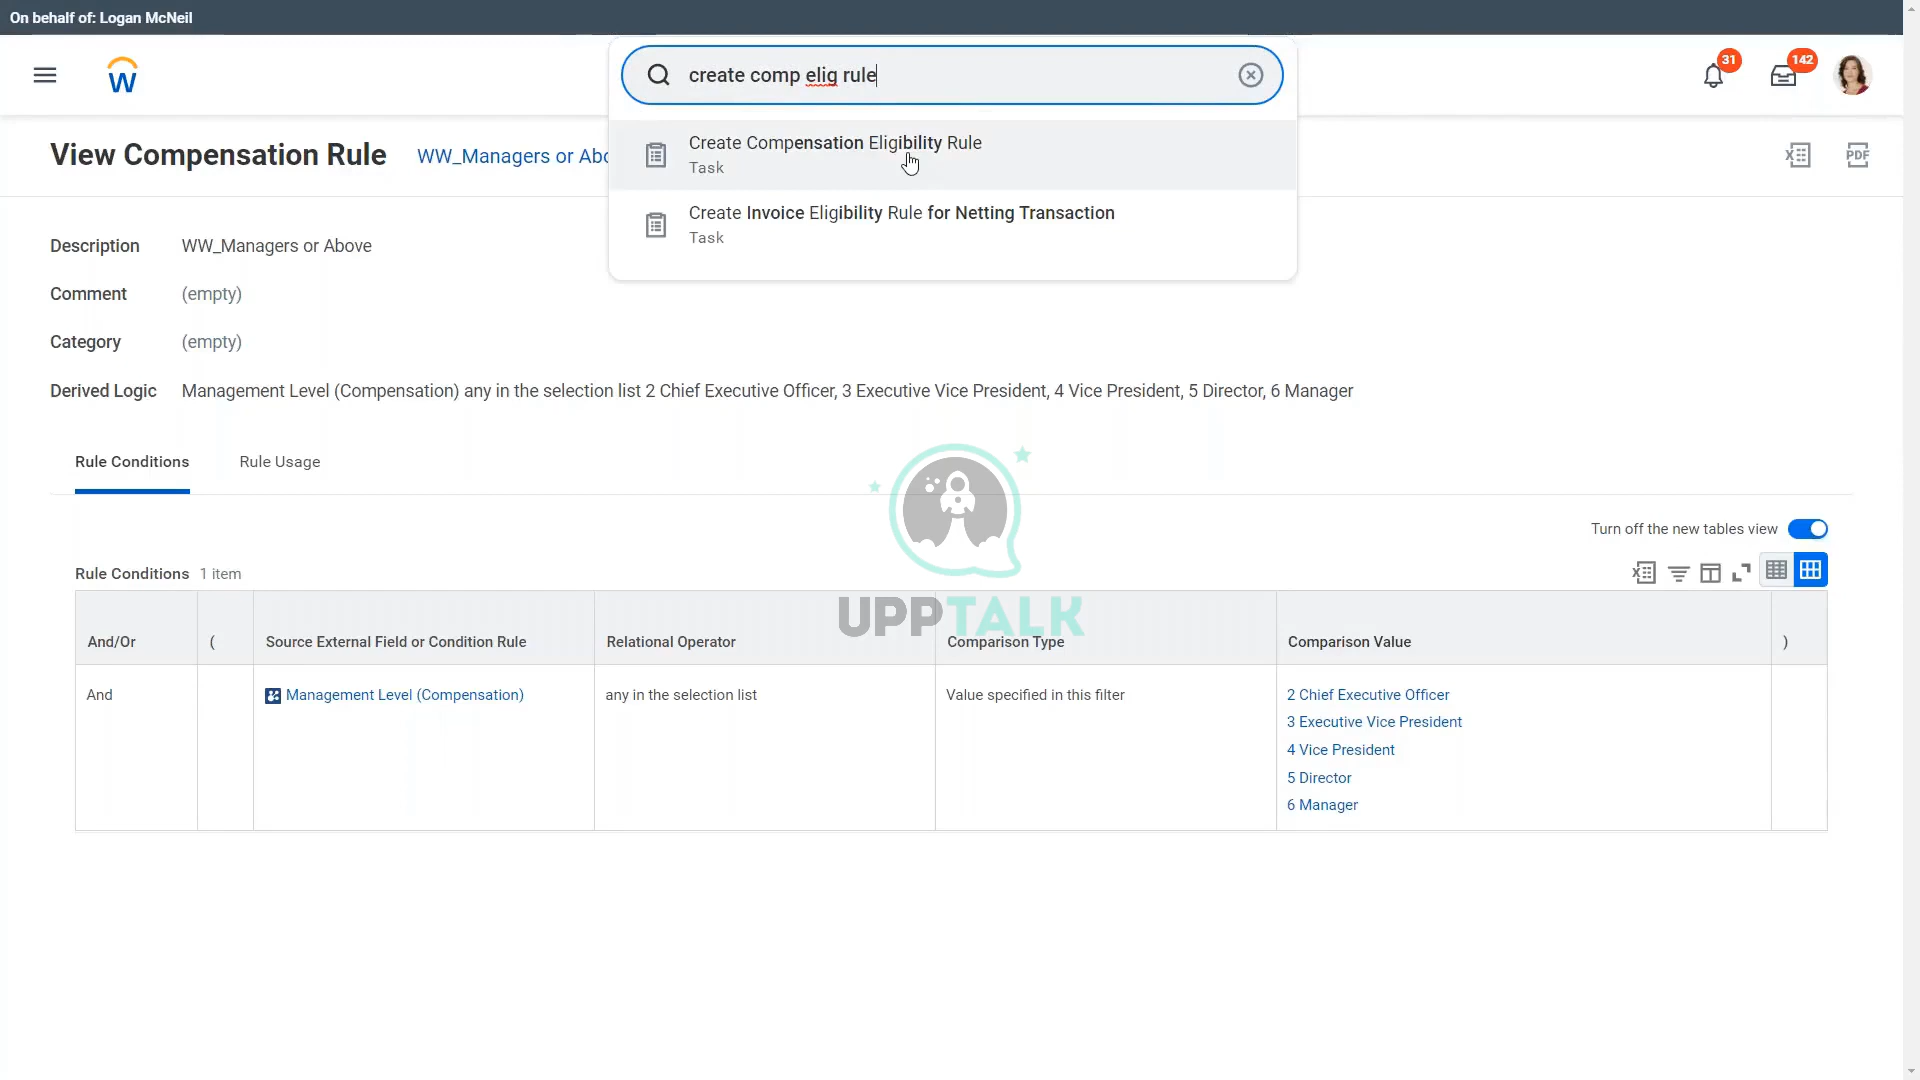 On behalf of: Logan McNeil
create comp elig rule
31
142
Create Compensation Eligibility Rule
Task
Create Invoice Eligibility Rule for Netting Transaction
Task
View Compensation Rule
WW_Managers or Abo
PDF
Description WW_Managers or Above
Comment (empty)
Category (empty)
Derived Logic Management Level (Compensation) any in the selection list 2 Chief Executive Officer, 3 Executive Vice President, 4 Vice President, 5 Director, 6 Manager
Rule Conditions Rule Usage
Turn off the new tables view
Rule Conditions 1 item
UPPTALK
And/Or ( Source External Field or Condition Rule Relational Operator Comparison Type Comparison Value )
And Management Level (Compensation) any in the selection list Value specified in this filter 2 Chief Executive Officer
3 Executive Vice President
4 Vice President
5 Director
6 Manager